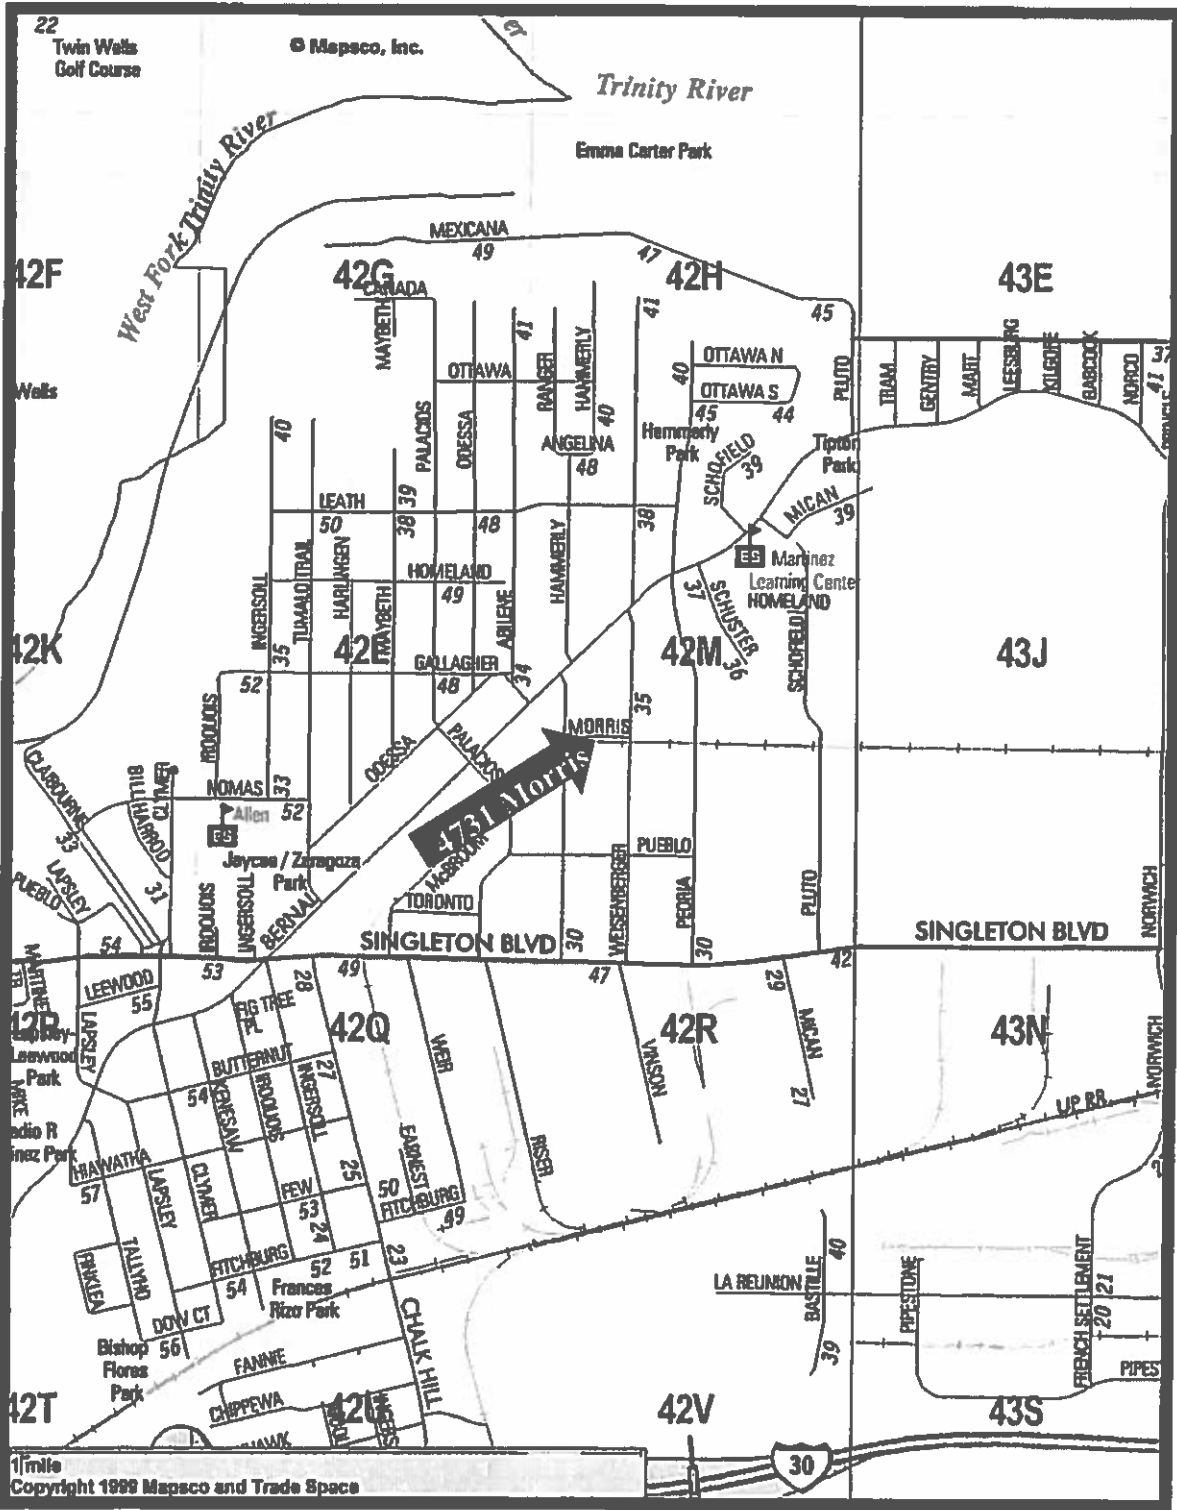 22
Twin Wells
Golf Course
© Mapsco, Inc.
er
Trinity River
West Fork Trinity River
Emma Carter Park
MEXICANA
49
47
42F
42G
42H
43E
CANADA
MAYBETH
41
41
45
Wells
OTTAWA
RANGER
HAMMERLY
40
OTTAWA N
OTTAWA S
45
44
PLUTO
TRAM
GENTRY
MART
LEESBURG
KILGORE
BABCOCK
NORCO
37
41
40
PALACIOS
ODESSA
40
ANGELINA
48
Hammerly
Park
SCHOFIELD
39
Tipton
Park
MICAN
39
LEATH
50
39
38
48
HAMMERLY
38
ES
Martinez
Learning Cente
HOMELAND
INGERSOLL
TUMALO TRAIL
HARLINGEN
MAYBETH
HOMELAND
49
ABILENE
37
SCHUSTER
36
SCHOFIELD
42K
35
GALLAGHER
42M
43J
52
48
34
35
IROQUOIS
ODESSA
PALACIOS
MORRIS
4731 Morris
CLAIBOURNE
33
BILL HARROD
CLYMER
NOMAS
33
52
Allen
ES
Jaycee / Zaragoza
Park
McBROOM
PUEBLO
LAPSLEY
PUEBLO
31
IROQUOIS
INGERSOLL
BERNAL
TORONTO
WEISENBERGER
PEORIA
PLUTO
NORWICH
54
53
SINGLETON BLVD
30
30
SINGLETON BLVD
49
47
42
LEEWOOD
55
28
29
FIG TREE
PL
LAPSLEY
42Q
42R
43N
Leewood
Park
BUTTERNUT
27
54
KENESAW
IROQUOIS
INGERSOLL
WEIR
VINSON
MICAN
27
NORWICH
UP RR
MIKE
HIAWATHA
57
LAPSLEY
CLYMER
25
EARNEST
RISER
FEW
53
24
50
FITCHBURG
49
TALLYHO
FINKLEA
FITCHBURG
54
52
51
23
DOW CT
56
Frances
Rizo Park
Bishop
Flores
Park
FANNIE
CHIPPEWA
CHALK HILL
LA REUNION
BASTILLE
40
39
PIPESTONE
FRENCH SETTLEMENT
20 21
PIPES
42T
42V
43S
30
1 mile
Copyright 1999 Mapsco and Trade Space